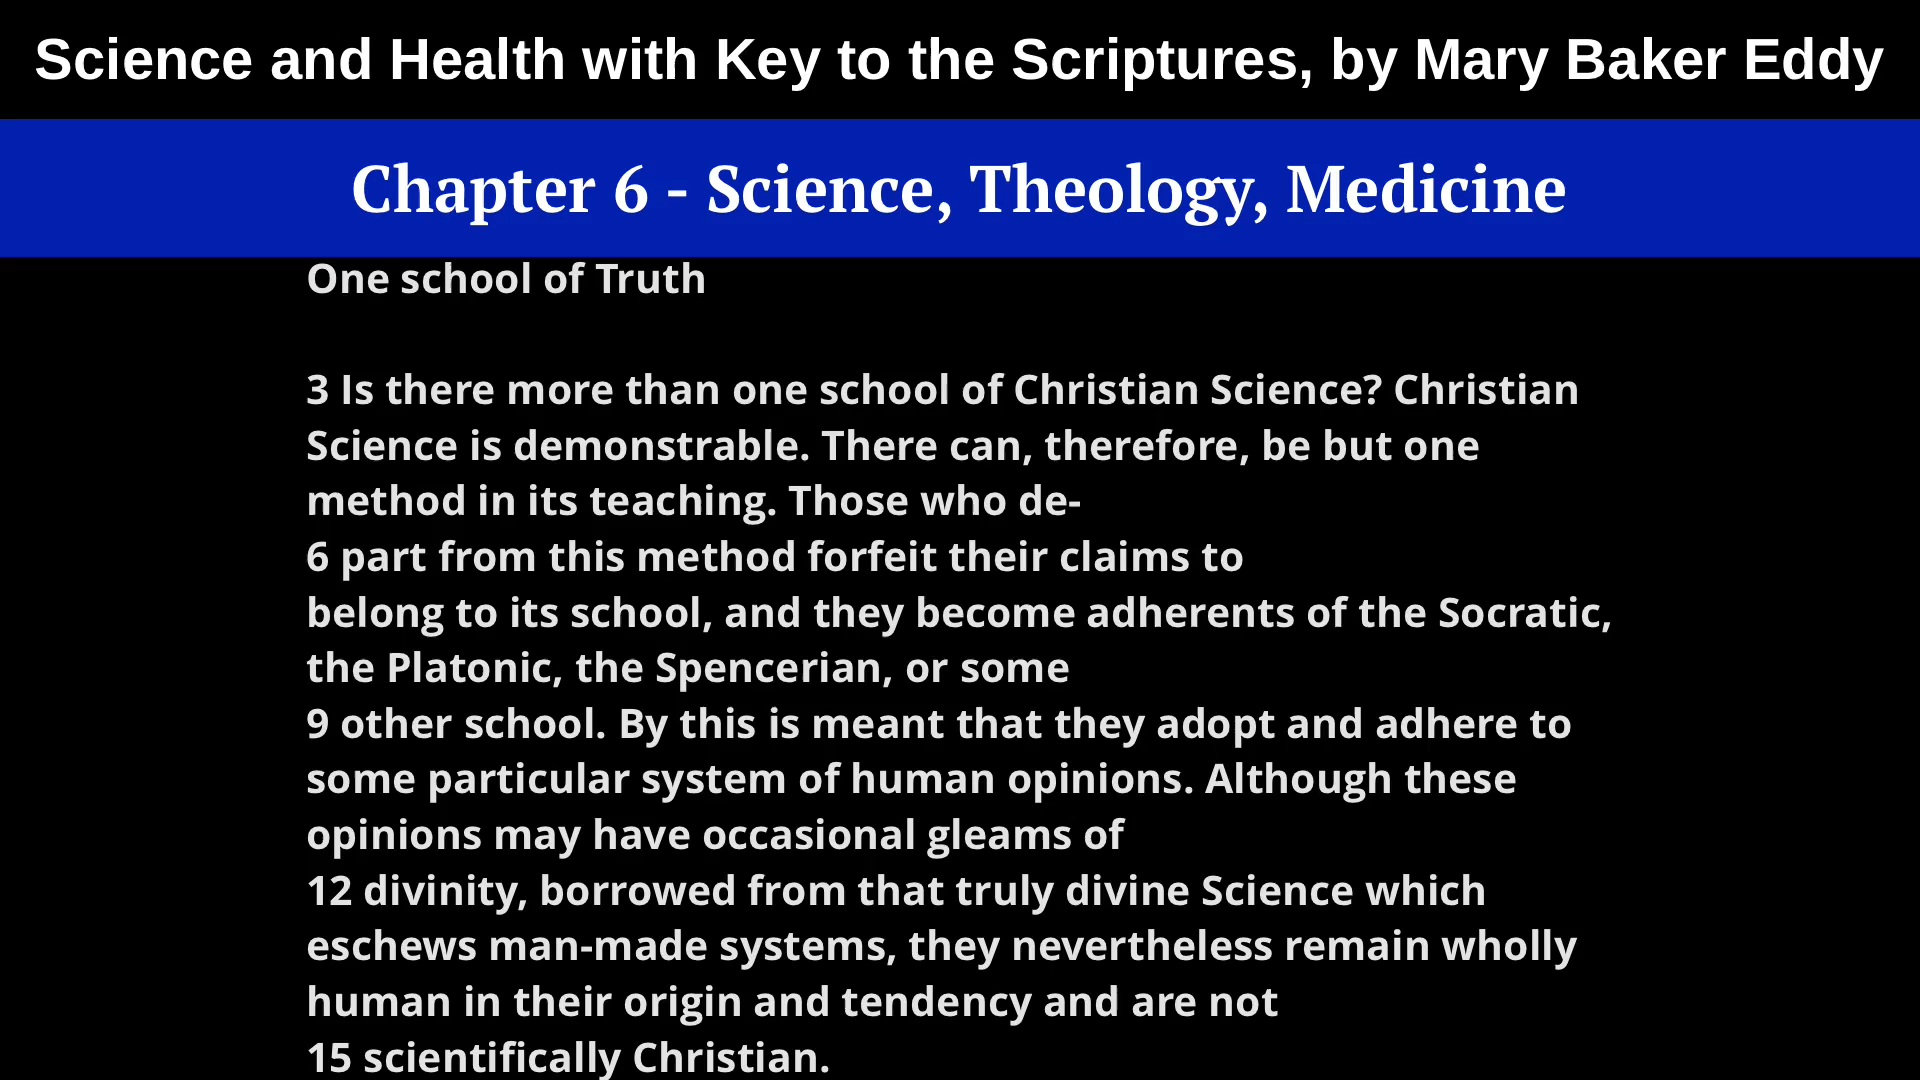 Science and Health with Key to the Scriptures, by Mary Baker Eddy
Chapter 6 - Science, Theology, Medicine
One school of Truth
3 Is there more than one school of Christian Science? Christian
Science is demonstrable. There can, therefore, be but one
method in its teaching. Those who de-
6 part from this method forfeit their claims to
belong to its school, and they become adherents of the Socratic,
the Platonic, the Spencerian, or some
9 other school. By this is meant that they adopt and adhere to
some particular system of human opinions. Although these
opinions may have occasional gleams of
12 divinity, borrowed from that truly divine Science which
eschews man-made systems, they nevertheless remain wholly
human in their origin and tendency and are not
15 scientifically Christian.